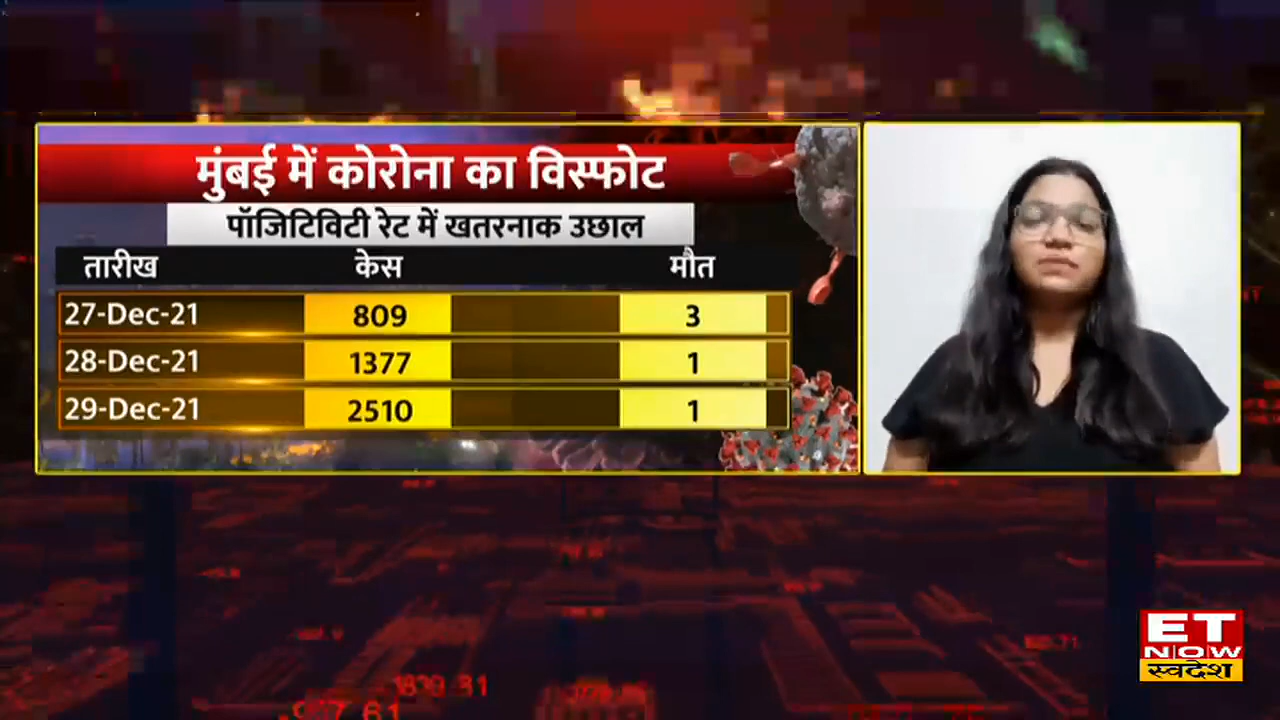 मुंबई में कोरोना का विस्फोट
पॉजिटिविटी रेट में खतरनाक उछाल
तारीख केस मौत
27-Dec-21 809 3
28-Dec-21 1377 1
29-Dec-21 2510 1
ET
NOW
स्वदेश